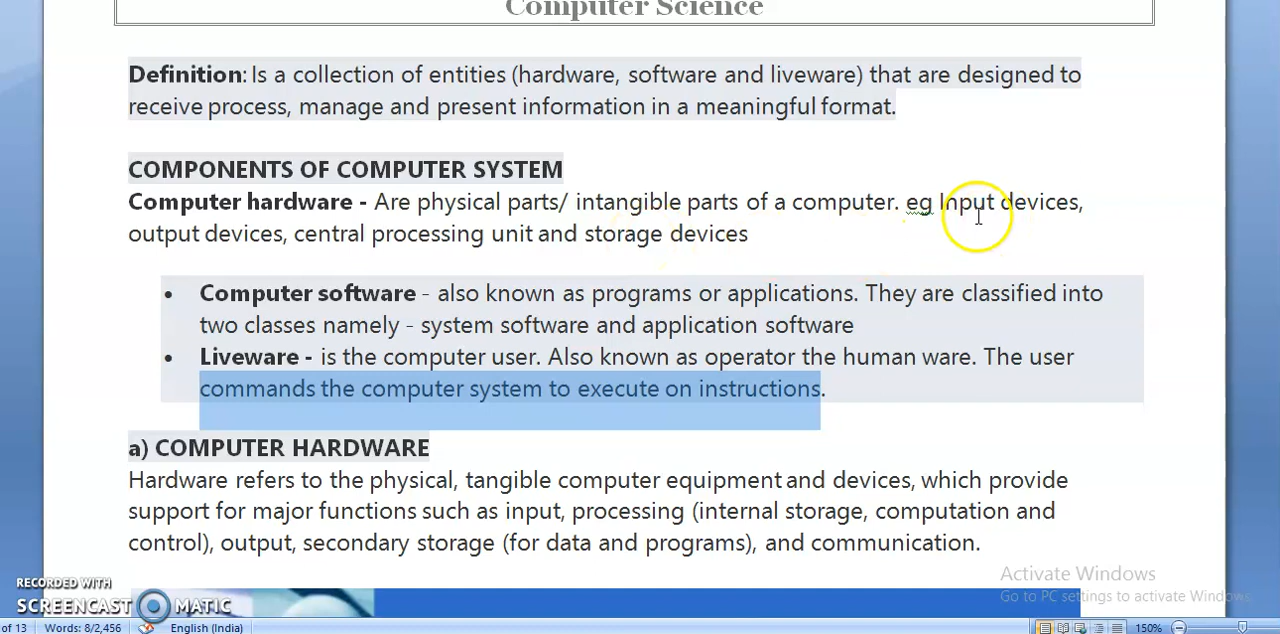 Computer Science
Definition: Is a collection of entities (hardware, software and liveware) that are designed to
receive process, manage and present information in a meaningful format.
COMPONENTS OF COMPUTER SYSTEM
Computer hardware - Are physical parts/ intangible parts of a computer. eg Input devices,
output devices, central processing unit and storage devices
• Computer software - also known as programs or applications. They are classified into
two classes namely - system software and application software
• Liveware - is the computer user. Also known as operator the human ware. The user
commands the computer system to execute on instructions.
a) COMPUTER HARDWARE
Hardware refers to the physical, tangible computer equipment and devices, which provide
support for major functions such as input, processing (internal storage, computation and
control), output, secondary storage (for data and programs), and communication.
Activate Windows
Go to PC settings to activate Windows.
RECORDED WITH
SCREENCAST MATIC
of 13 Words: 8/2,456 English (India) 150%